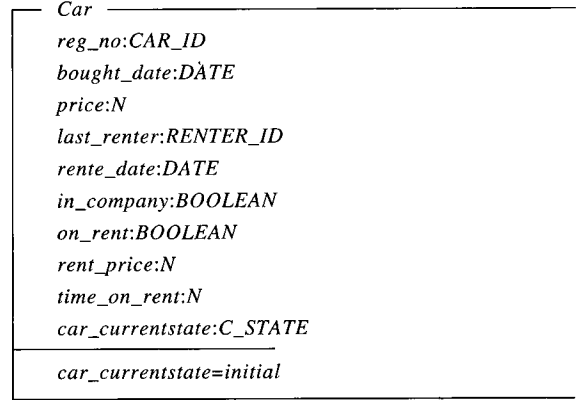 Car
reg_no:CAR_ID
bought_date:DATE
price:N
last_renter:RENTER_ID
rente_date:DATE
in_company:BOOLEAN
on_rent:BOOLEAN
rent_price:N
time_on_rent:N
car_currentstate:C_STATE
car_currentstate=initial